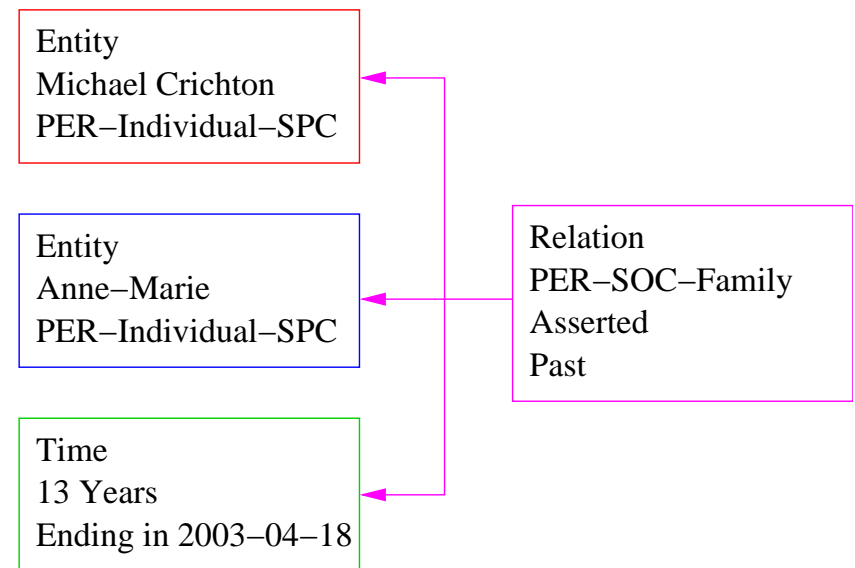 Entity
Michael Crichton
PER−Individual−SPC
Entity
Anne−Marie
PER−Individual−SPC
Relation
PER−SOC−Family
Asserted
Past
Time
13 Years
Ending in 2003−04−18